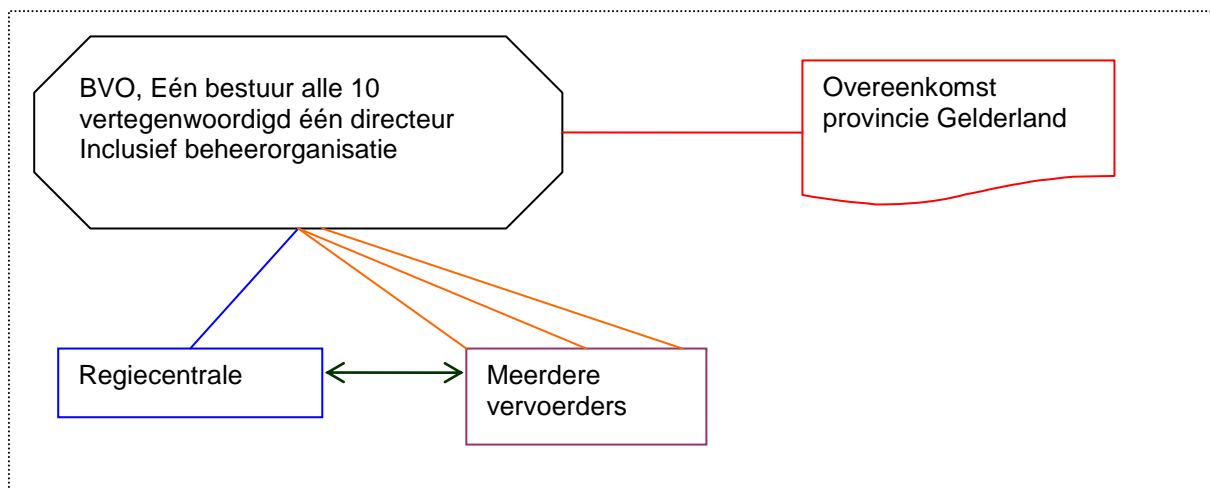 BVO, Eén bestuur alle 10
vertegenwoordigd één directeur
Inclusief beheerorganisatie
Overeenkomst
provincie Gelderland
Regiecentrale
Meerdere
vervoerders